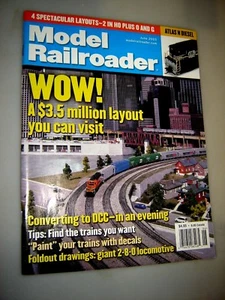 4 SPECTACULAR LAYOUTS–2 IN HO PLUS O AND G
ATLAS N DIESEL
Model
Railroader
WOW!
A $3.5 million layout
you can visit
Converting to DCC–in an evening
Tips: Find the trains you want
"Paint" your trains with decals
Foldout drawings: giant 2-8-0 locomotive